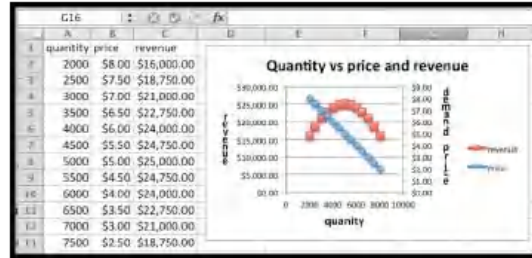 G16 fx
A B C D E F G H
1 quantity price revenue
2 2000 $8.00 $16,000.00
3 2500 $7.50 $18,750.00
4 3000 $7.00 $21,000.00
5 3500 $6.50 $22,750.00
6 4000 $6.00 $24,000.00
7 4500 $5.50 $24,750.00
8 5000 $5.00 $25,000.00
9 5500 $4.50 $24,750.00
10 6000 $4.00 $24,000.00
11 6500 $3.50 $22,750.00
12 7000 $3.00 $21,000.00
13 7500 $2.50 $18,750.00
Quantity vs price and revenue
revenue
$30,000.00
$25,000.00
$20,000.00
$15,000.00
$10,000.00
$5,000.00
$0.00
$9.00
$8.00
$7.00
$6.00
$5.00
$4.00
$3.00
$2.00
$1.00
$0.00
demand price
revenue
Price
0 2000 4000 6000 8000 10000
quanity